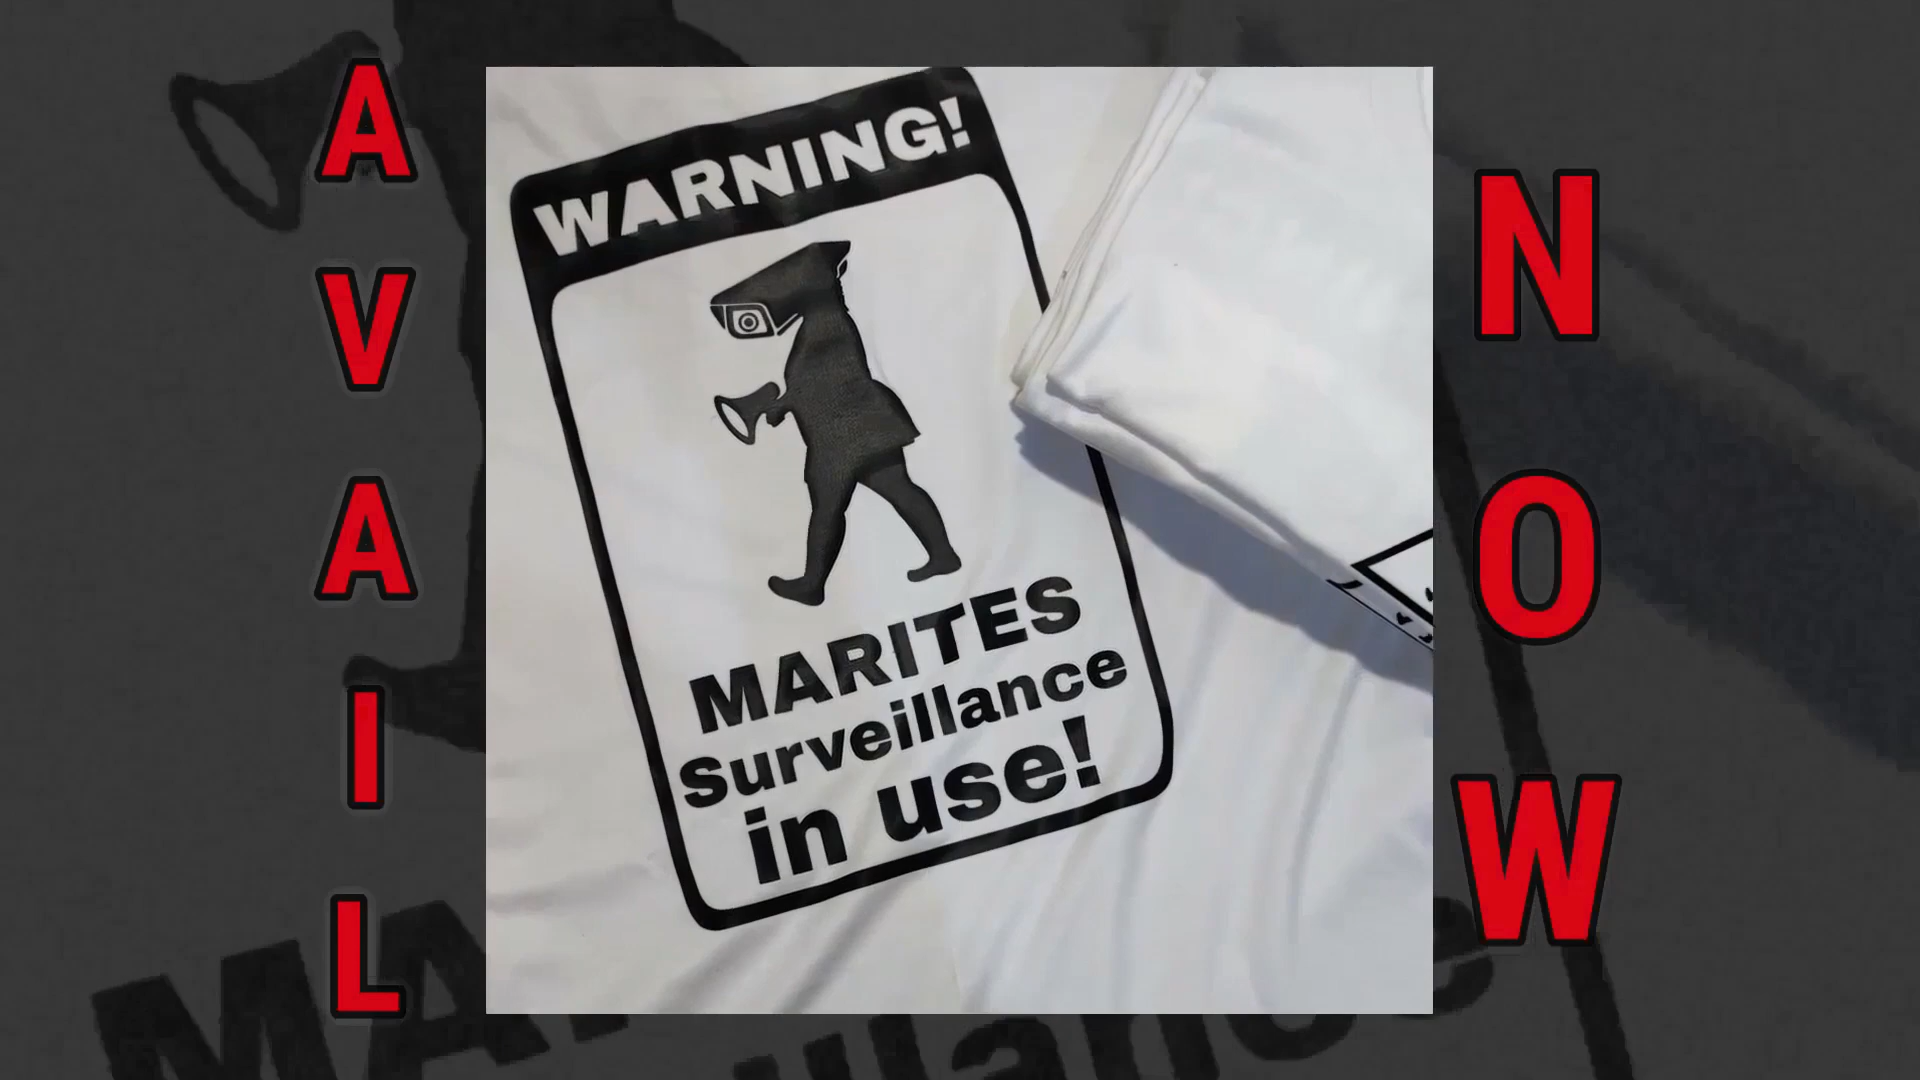 AVAIL
WARNING!
MARITES
Surveillance
in use!
NOW